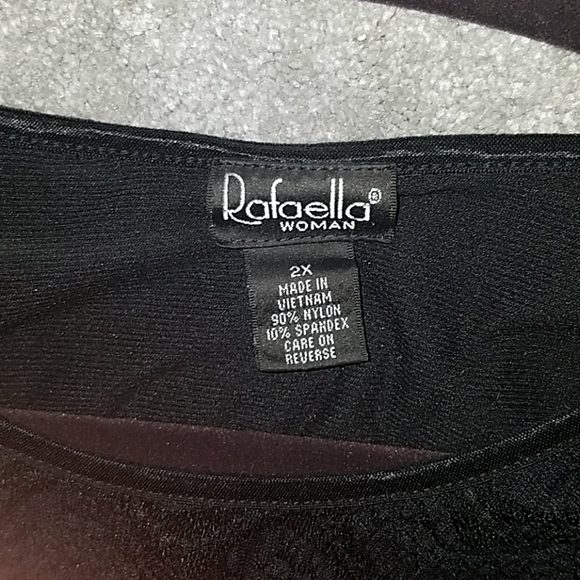 Rafaella®
WOMAN
2X
MADE IN
VIETNAM
90% NYLON
10% SPANDEX
CARE ON
REVERSE